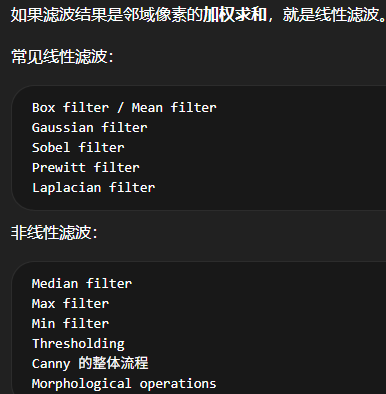 如果滤波结果是邻域像素的加权求和，就是线性滤波。
常见线性滤波：
Box filter / Mean filter
Gaussian filter
Sobel filter
Prewitt filter
Laplacian filter
非线性滤波：
Median filter
Max filter
Min filter
Thresholding
Canny 的整体流程
Morphological operations